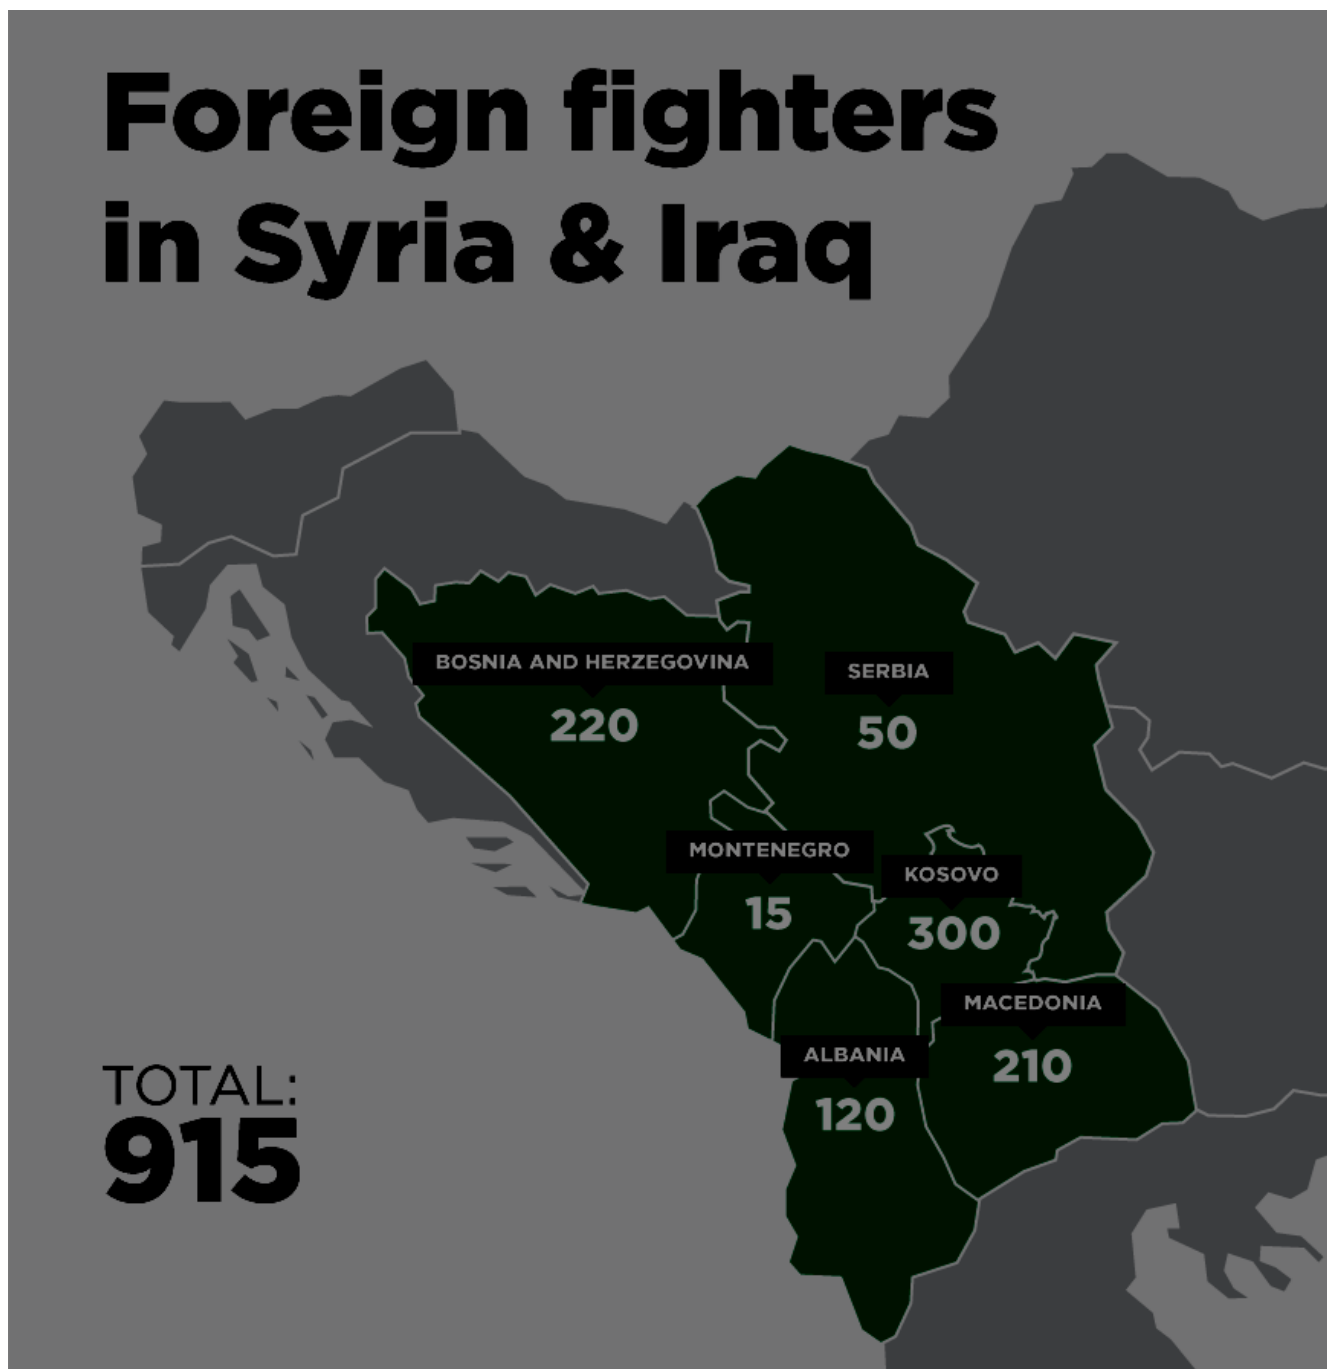 Foreign fighters
in Syria & Iraq
BOSNIA AND HERZEGOVINA
220
SERBIA
50
MONTENEGRO
15
KOSOVO
300
MACEDONIA
210
ALBANIA
120
TOTAL:
915